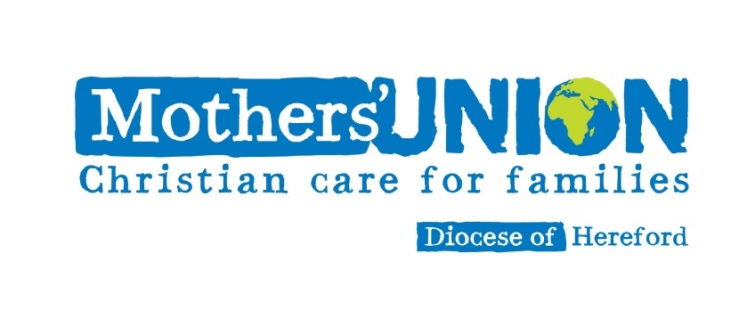 Mothers' UNION
Christian care for families
Diocese of Hereford